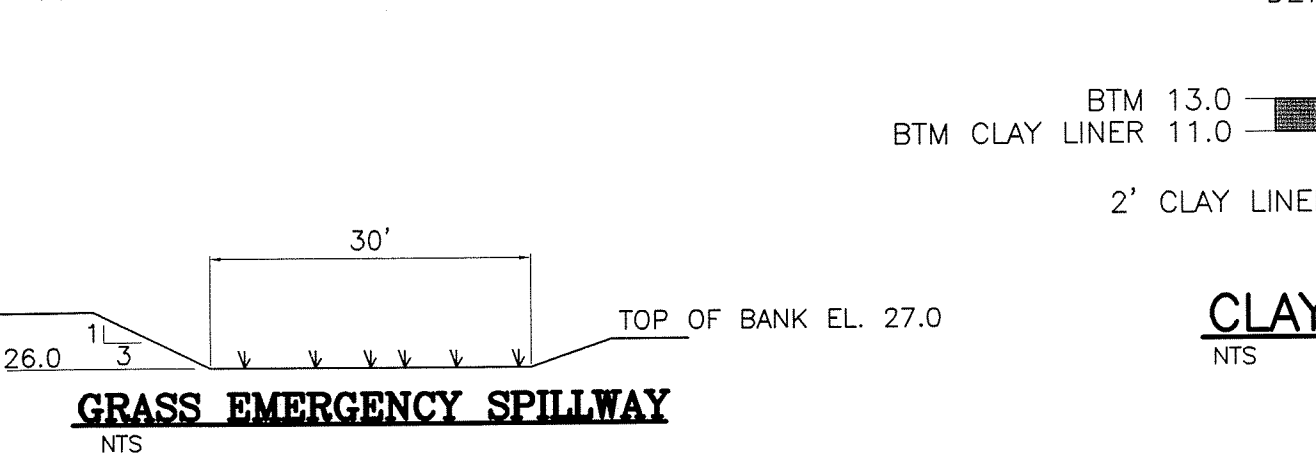 BTM 13.0
BTM CLAY LINER 11.0
2' CLAY LINE
30'
TOP OF BANK EL. 27.0
1
3
26.0
GRASS EMERGENCY SPILLWAY
NTS
CLAY
NTS